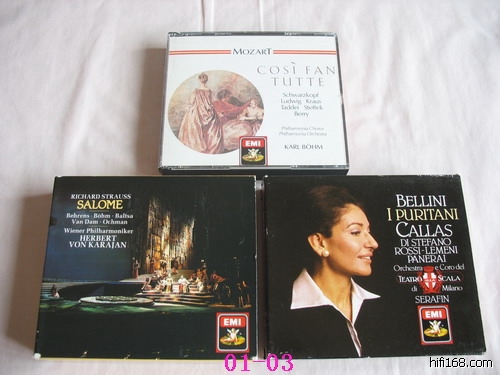 MOZART
COSÌ FAN
TUTTE
Schwarzkopf
Ludwig · Kraus
Taddei · Steffek
Berry
Philharmonia Chorus
Philharmonia Orchestra
KARL BÖHM
EMI
RICHARD STRAUSS
SALOME
Behrens · Böhm · Baltsa
Van Dam · Ochman
Wiener Philharmoniker
HERBERT
VON KARAJAN
EMI
BELLINI
I PURITANI
CALLAS
DI STEFANO
ROSSI-LEMENI
PANERAI
Orchestra e Coro del
TEATRO SCALA
di Milano
SERAFIN
EMI
01-03
hifi168.com